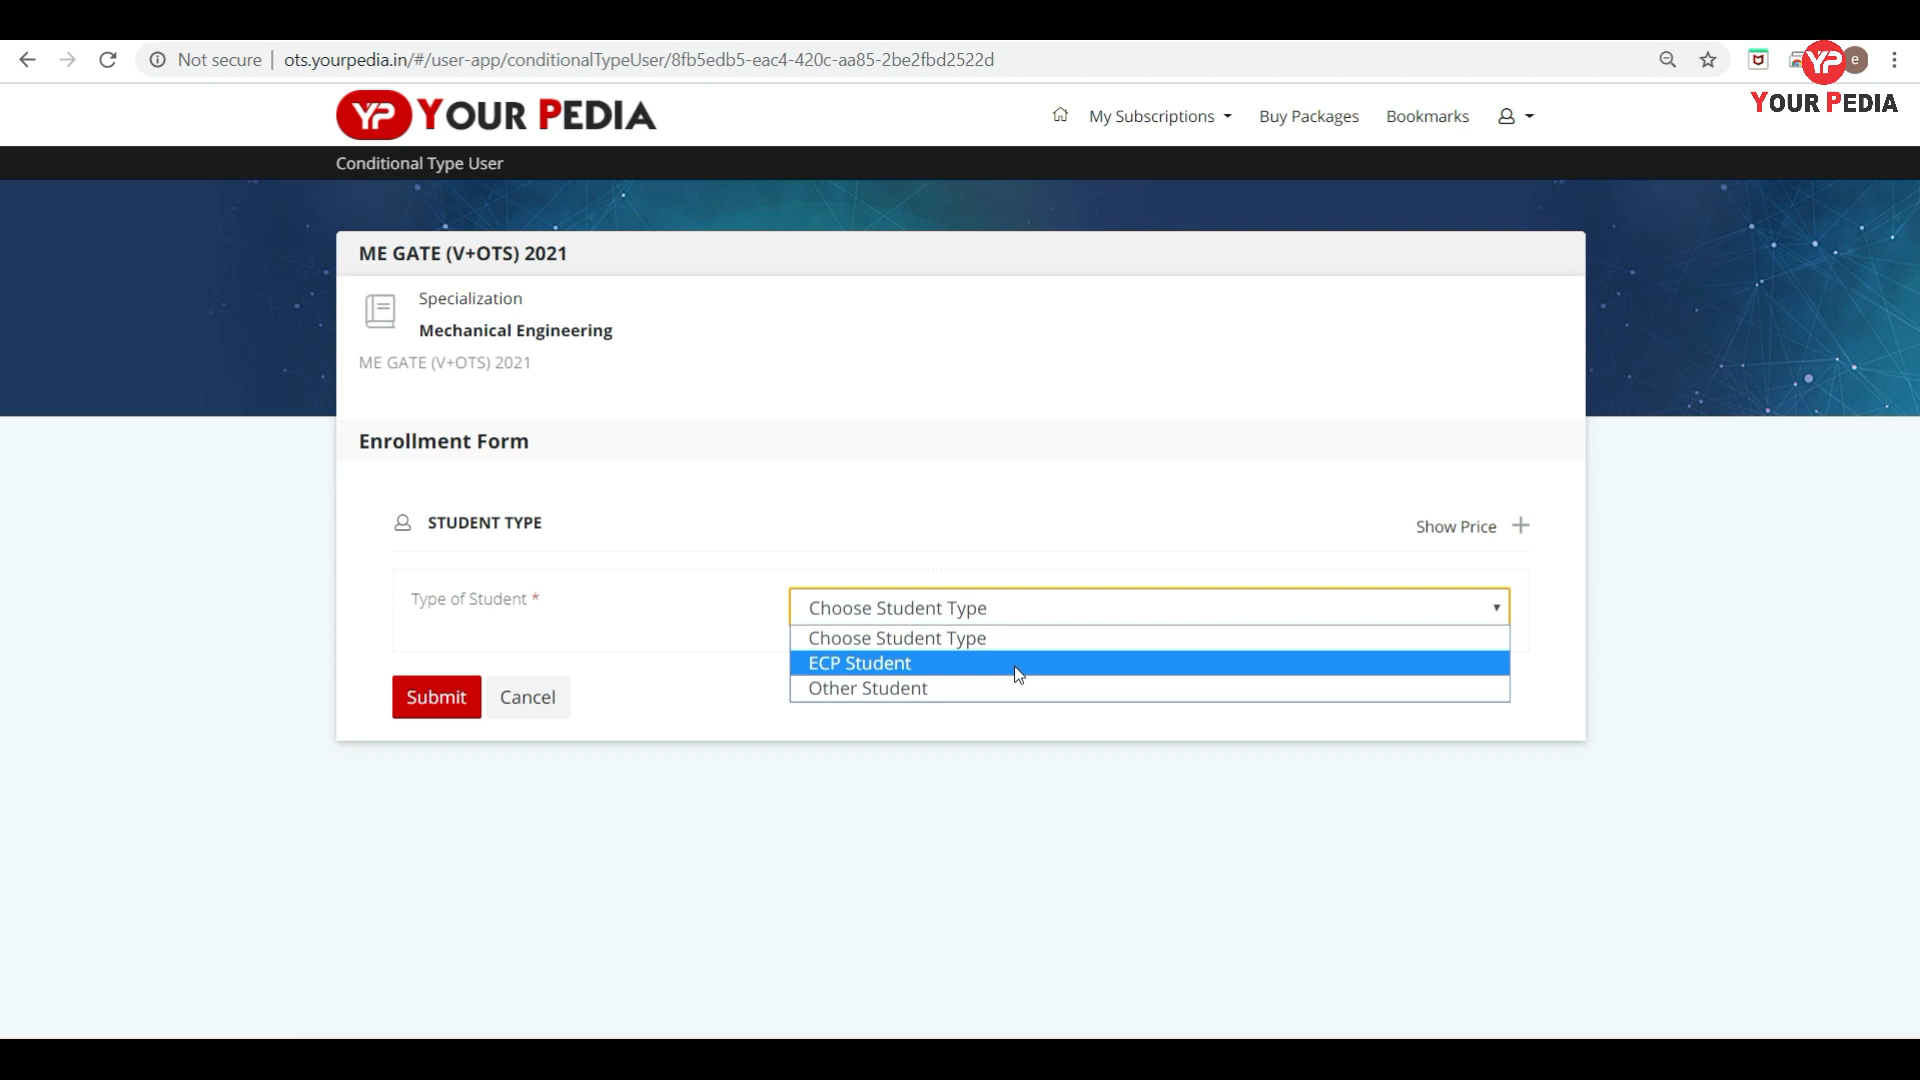 Not secure | ots.yourpedia.in/#/user-app/conditionalTypeUser/8fb5edb5-eac4-420c-aa85-2be2fbd2522d
YP
e
YP YOUR PEDIA
My Subscriptions
Buy Packages
Bookmarks
YOUR PEDIA
Conditional Type User
ME GATE (V+OTS) 2021
Specialization
Mechanical Engineering
ME GATE (V+OTS) 2021
Enrollment Form
STUDENT TYPE
Show Price
Type of Student *
Choose Student Type
Choose Student Type
ECP Student
Other Student
Submit
Cancel